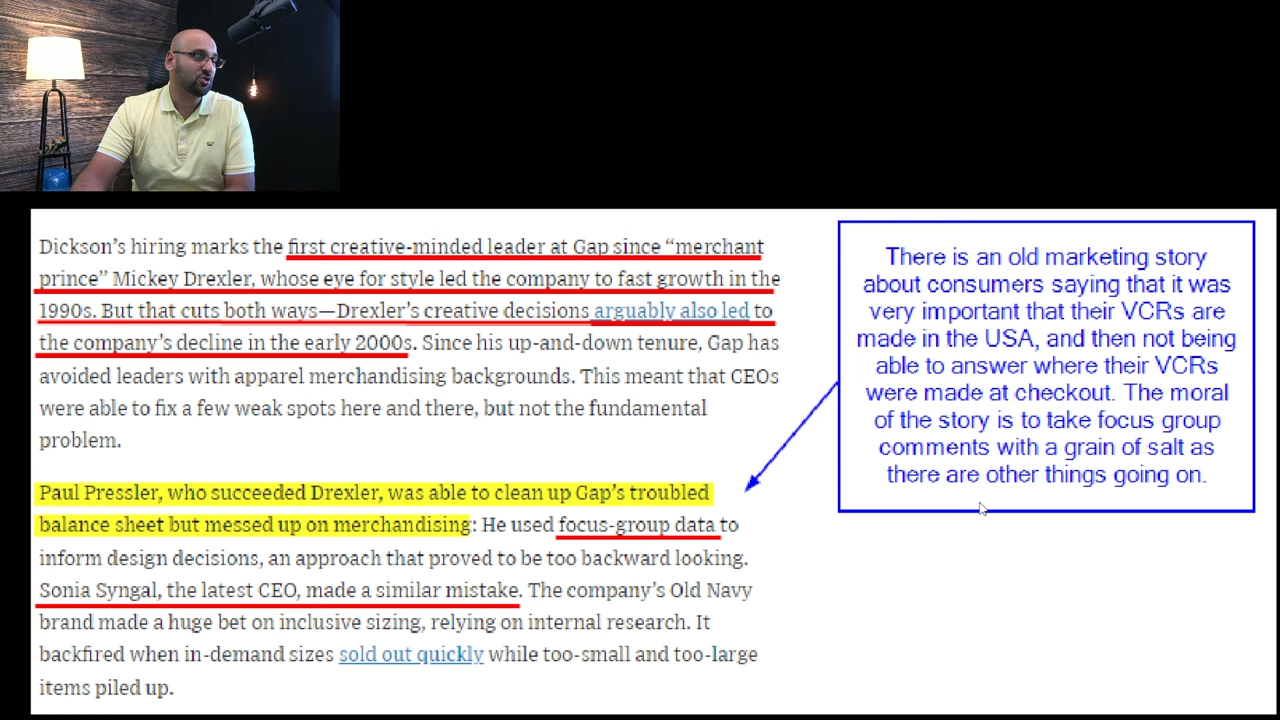 Dickson’s hiring marks the first creative-minded leader at Gap since “merchant
prince” Mickey Drexler, whose eye for style led the company to fast growth in the
1990s. But that cuts both ways—Drexler’s creative decisions arguably also led to
the company’s decline in the early 2000s. Since his up-and-down tenure, Gap has
avoided leaders with apparel merchandising backgrounds. This meant that CEOs
were able to fix a few weak spots here and there, but not the fundamental
problem.
Paul Pressler, who succeeded Drexler, was able to clean up Gap’s troubled
balance sheet but messed up on merchandising: He used focus-group data to
inform design decisions, an approach that proved to be too backward looking.
Sonia Syngal, the latest CEO, made a similar mistake. The company’s Old Navy
brand made a huge bet on inclusive sizing, relying on internal research. It
backfired when in-demand sizes sold out quickly while too-small and too-large
items piled up.
There is an old marketing story
about consumers saying that it was
very important that their VCRs are
made in the USA, and then not being
able to answer where their VCRs
were made at checkout. The moral
of the story is to take focus group
comments with a grain of salt as
there are other things going on.